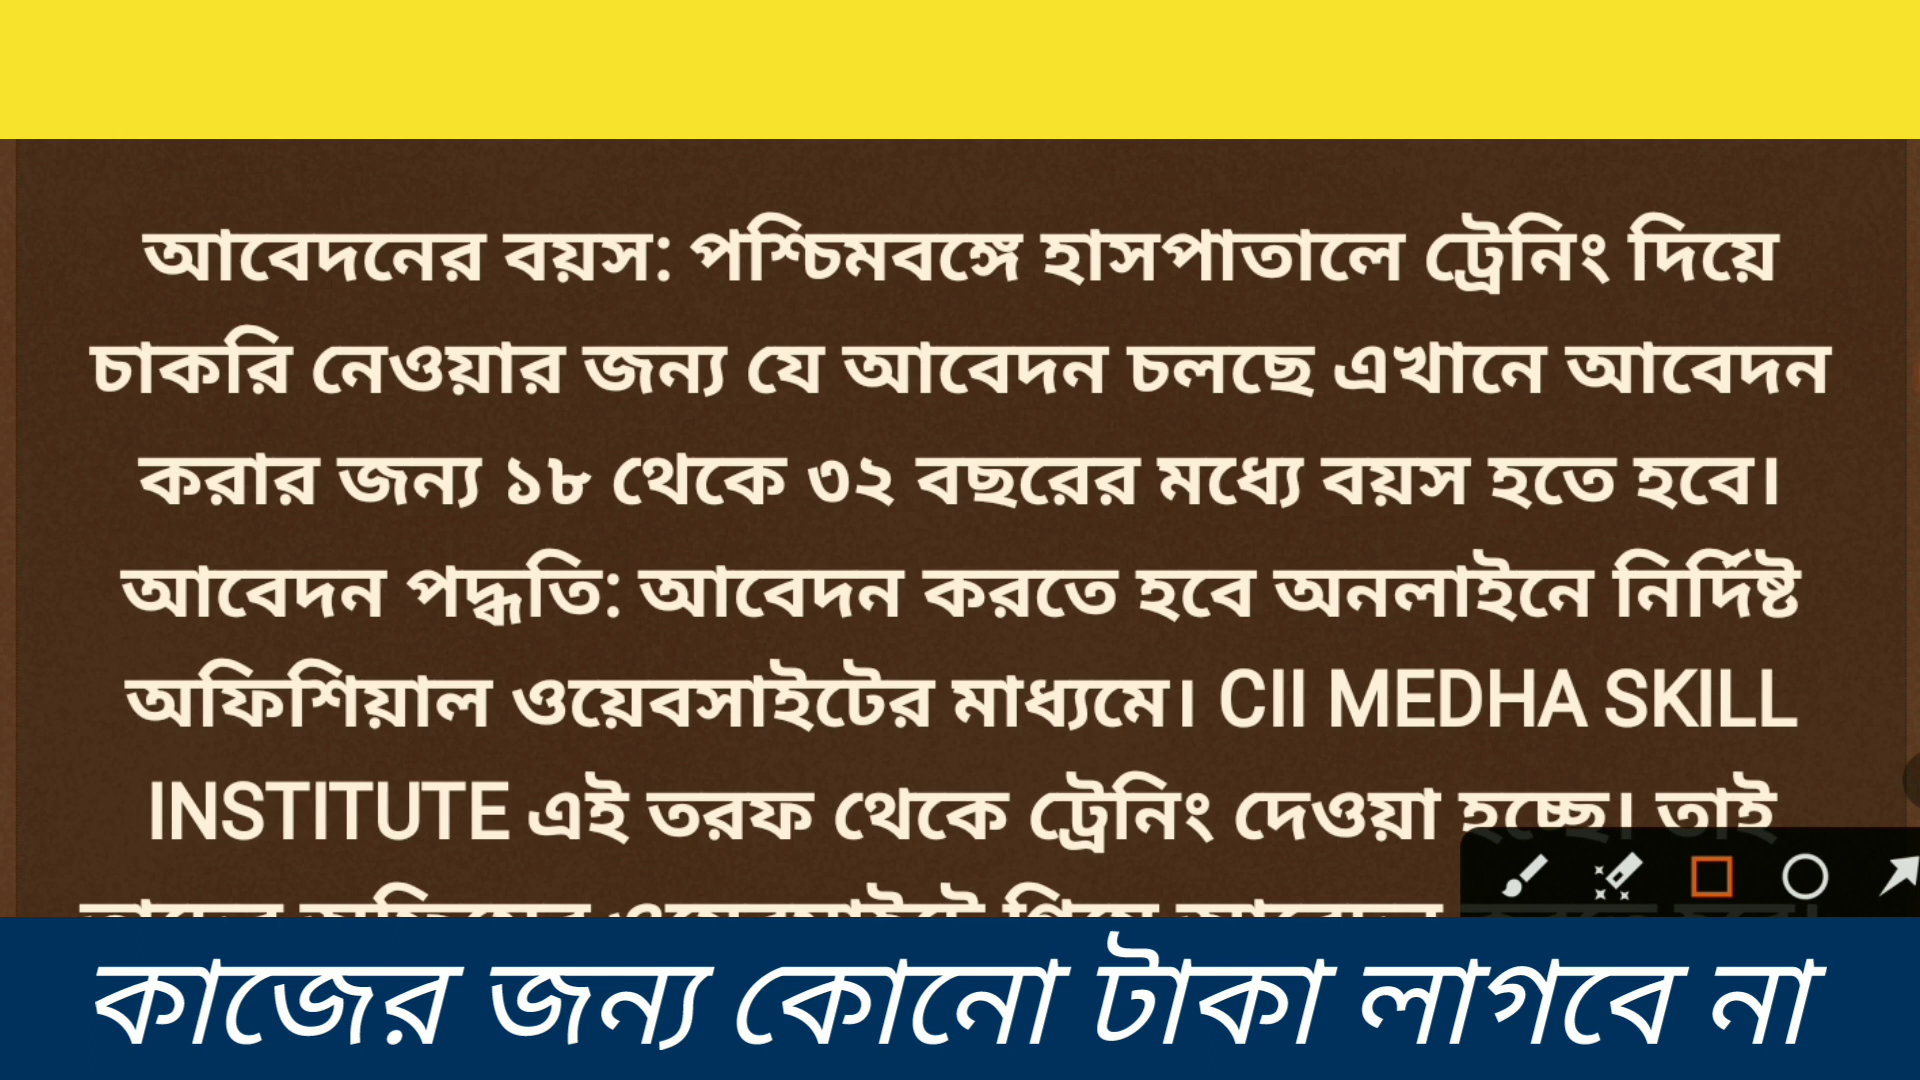 আবেদনের বয়স: পশ্চিমবঙ্গে হাসপাতালে ট্রেনিং দিয়ে
চাকরি নেওয়ার জন্য যে আবেদন চলছে এখানে আবেদন
করার জন্য ১৮ থেকে ৩২ বছরের মধ্যে বয়স হতে হবে।
আবেদন পদ্ধতি: আবেদন করতে হবে অনলাইনে নির্দিষ্ট
অফিশিয়াল ওয়েবসাইটের মাধ্যমে। CII MEDHA SKILL
INSTITUTE এই তরফ থেকে ট্রেনিং দেওয়া হচ্ছে। তাই
কাজের জন্য কোনো টাকা লাগবে না